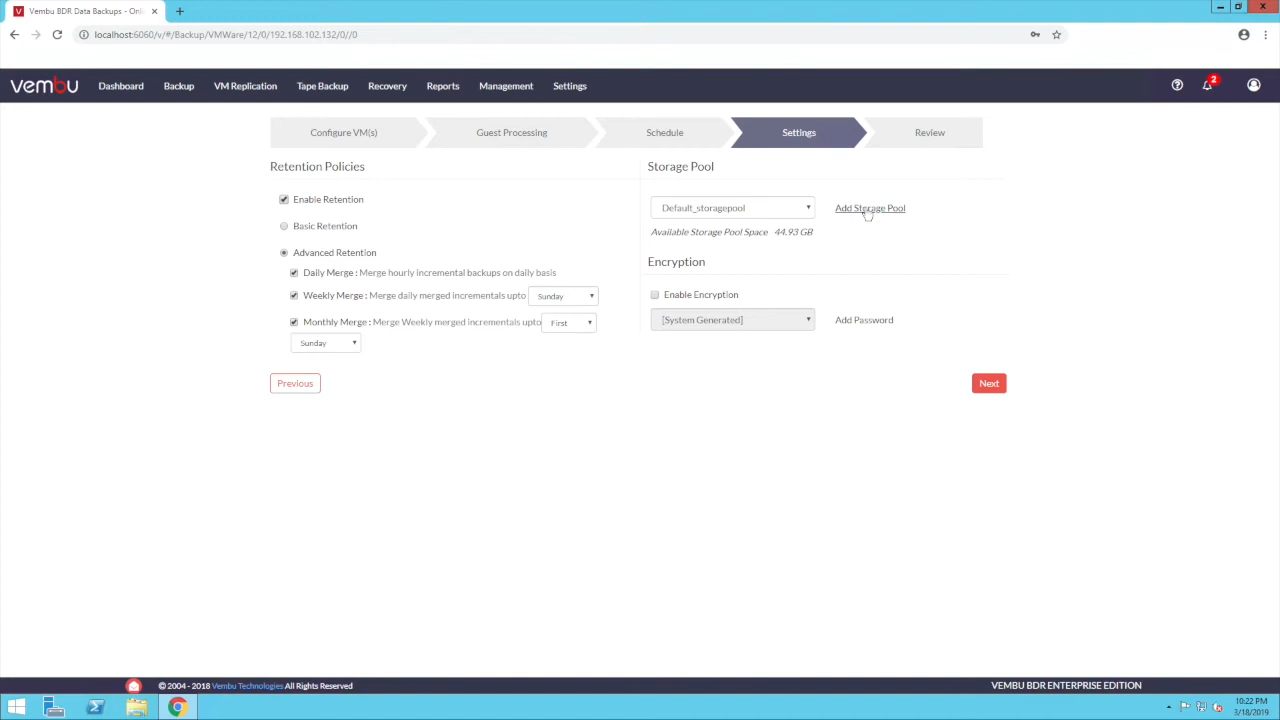 Vembu BDR Data Backups - Onli
localhost:6060/v/#/Backup/VMWare/12/0/192.168.102.132/0//0
vembu Dashboard Backup VM Replication Tape Backup Recovery Reports Management Settings 2
Configure VM(s) Guest Processing Schedule Settings Review
Retention Policies
Enable Retention
Basic Retention
Advanced Retention
Daily Merge : Merge hourly incremental backups on daily basis
Weekly Merge : Merge daily merged incrementals upto Sunday
Monthly Merge : Merge Weekly merged incrementals upto First
Sunday
Storage Pool
Default_storagepool Add Storage Pool
Available Storage Pool Space 44.93 GB
Encryption
Enable Encryption
[System Generated] Add Password
Previous Next
© 2004 - 2018 Vembu Technologies All Rights Reserved VEMBU BDR ENTERPRISE EDITION
10:22 PM
3/18/2019